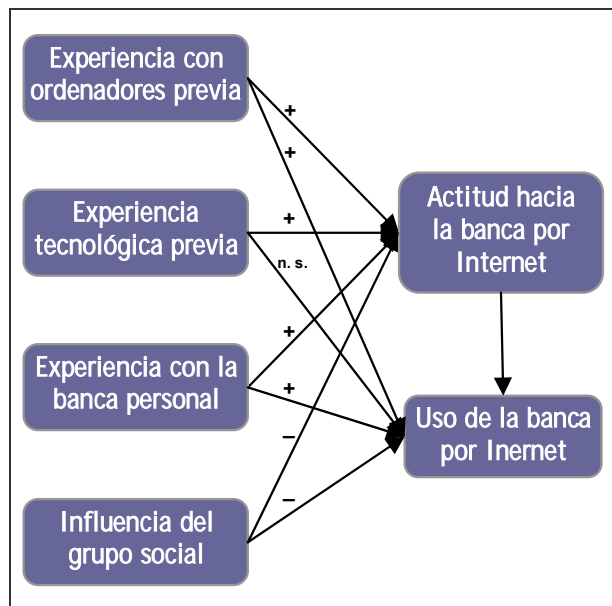 Experiencia con
ordenadores previa
+
+
Experiencia
tecnológica previa
+
n. s.
Actitud hacia
la banca por
Internet
Experiencia con la
banca personal
+
+
Uso de la banca
por Inernet
–
–
Influencia del
grupo social